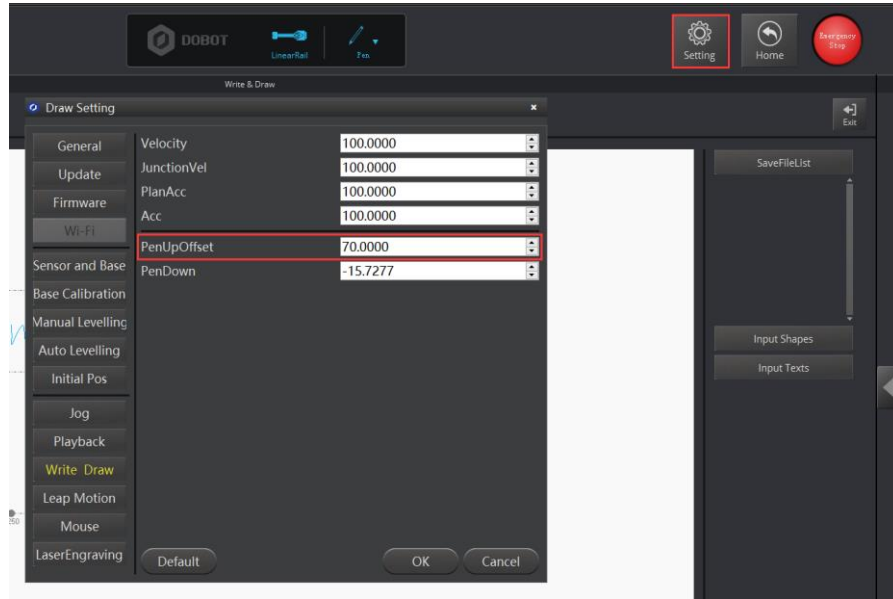 DOBOT
LinearRail
Pen
Setting
Home
Emergency Stop
Write & Draw
Draw Setting
Exit
General
Update
Firmware
Wi-Fi
Sensor and Base
Base Calibration
Manual Levelling
Auto Levelling
Initial Pos
Jog
Playback
Write Draw
Leap Motion
Mouse
LaserEngraving
Velocity 100.0000
JunctionVel 100.0000
PlanAcc 100.0000
Acc 100.0000
PenUpOffset 70.0000
PenDown -15.7277
Default
OK
Cancel
SaveFileList
Input Shapes
Input Texts
250